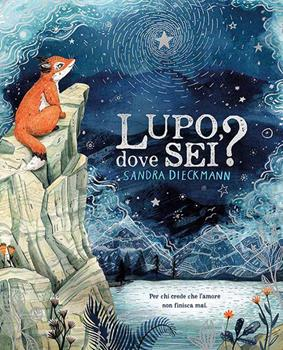 LUPO,
dove SEI?
SANDRA DIECKMANN
Per chi crede che l'amore
non finisca mai.